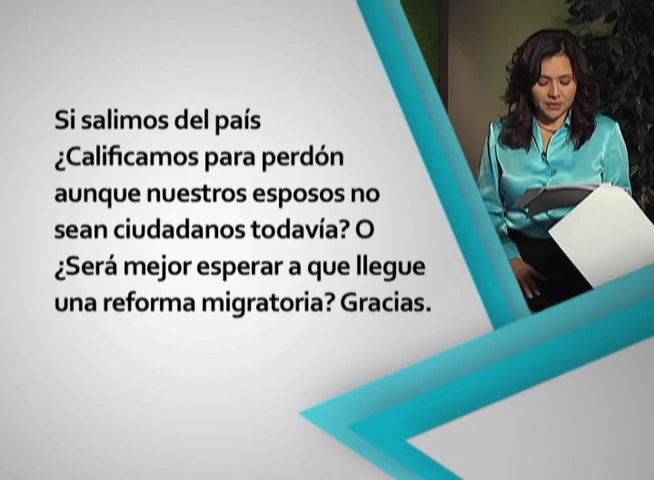 Si salimos del país
¿Calificamos para perdón
aunque nuestros esposos no
sean ciudadanos todavía? O
¿Será mejor esperar a que llegue
una reforma migratoria? Gracias.